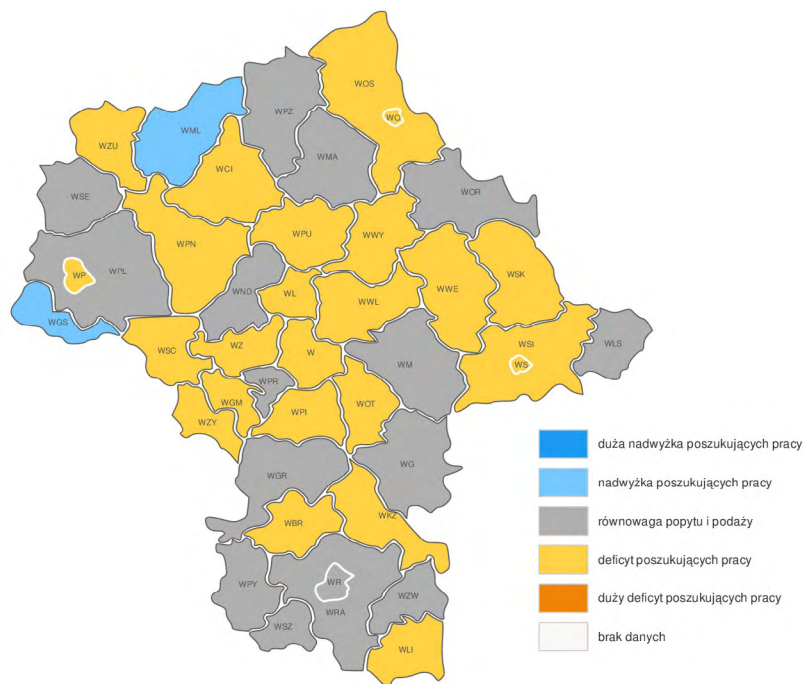 WOS
WPZ
WO
WML
WZU
WMA
WCI
WOR
WSE
WPU
WWY
WPN
WPL
WP
WSK
WWE
WND
WL
WWL
WGS
WZ
WSC
W
WSI
WLS
WM
WS
WPR
WGM
WOT
WPI
WZY
duża nadwyżka poszukujących pracy
WG
WGR
nadwyżka poszukujących pracy
WKZ
WBR
równowaga popytu i podaży
deficyt poszukujących pracy
WPY
WR
WZW
duży deficyt poszukujących pracy
WRA
WSZ
brak danych
WLI